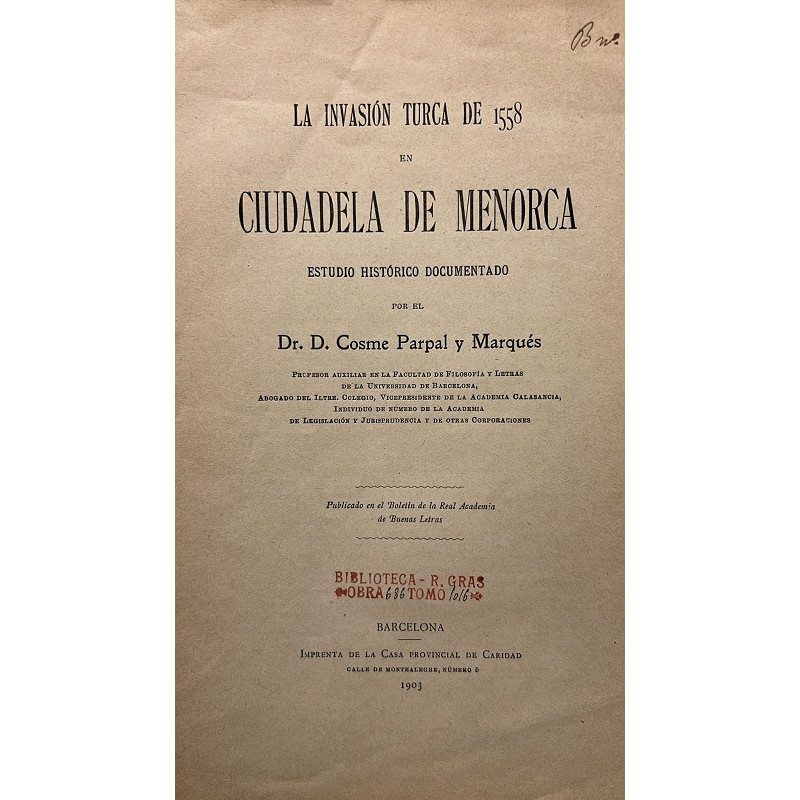 B nº.
LA INVASIÓN TURCA DE 1558
EN
CIUDADELA DE MENORCA
ESTUDIO HISTÓRICO DOCUMENTADO
POR EL
Dr. D. Cosme Parpal y Marqués
PROFESOR AUXILIAR EN LA FACULTAD DE FILOSOFÍA Y LETRAS
DE LA UNIVERSIDAD DE BARCELONA,
ABOGADO DEL ILTRE. COLEGIO, VICEPRESIDENTE DE LA ACADEMIA CALASANCIA,
INDIVIDUO DE NÚMERO DE LA ACADEMIA
DE LEGISLACIÓN Y JURISPRUDENCIA Y DE OTRAS CORPORACIONES
Publicado en el Boletín de la Real Academia
de Buenas Letras
BIBLIOTECA - R. GRAS
OBRA 686 TOMO 1016
BARCELONA
IMPRENTA DE LA CASA PROVINCIAL DE CARIDAD
CALLE DE MONTEALEGRE, NÚMERO 5
1903